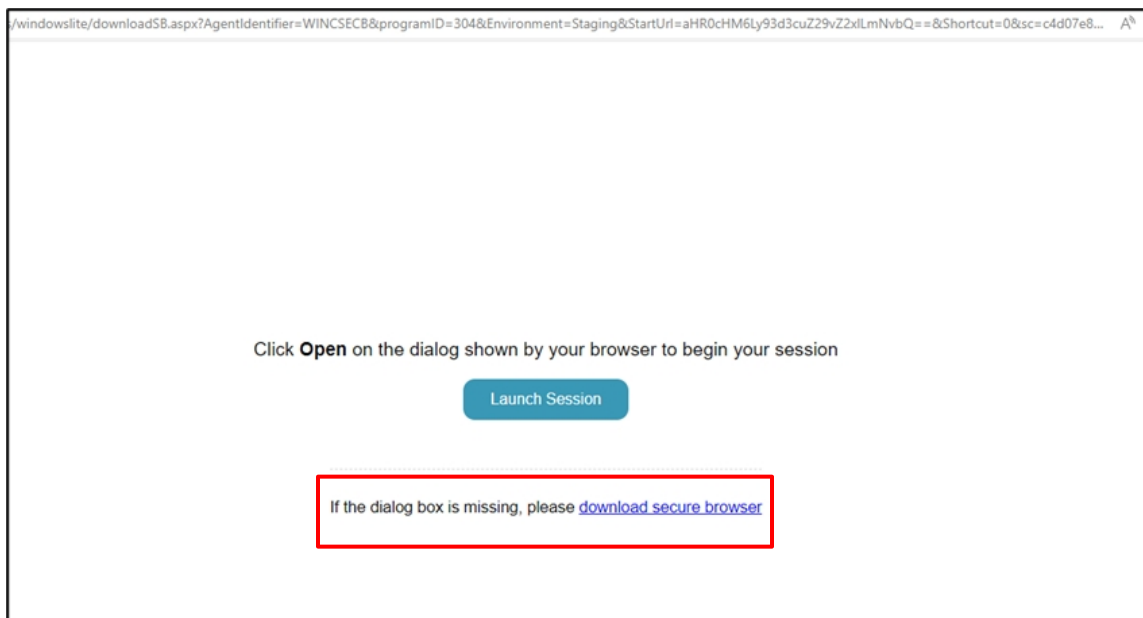 s/windowslite/downloadSB.aspx?AgentIdentifier=WINCSECB&programID=304&Environment=Staging&StartUrl=aHR0cHM6Ly93d3cuZ29vZ2xlLmNvbQ==&Shortcut=0&sc=c4d07e8... A
Click Open on the dialog shown by your browser to begin your session
Launch Session
If the dialog box is missing, please download secure browser